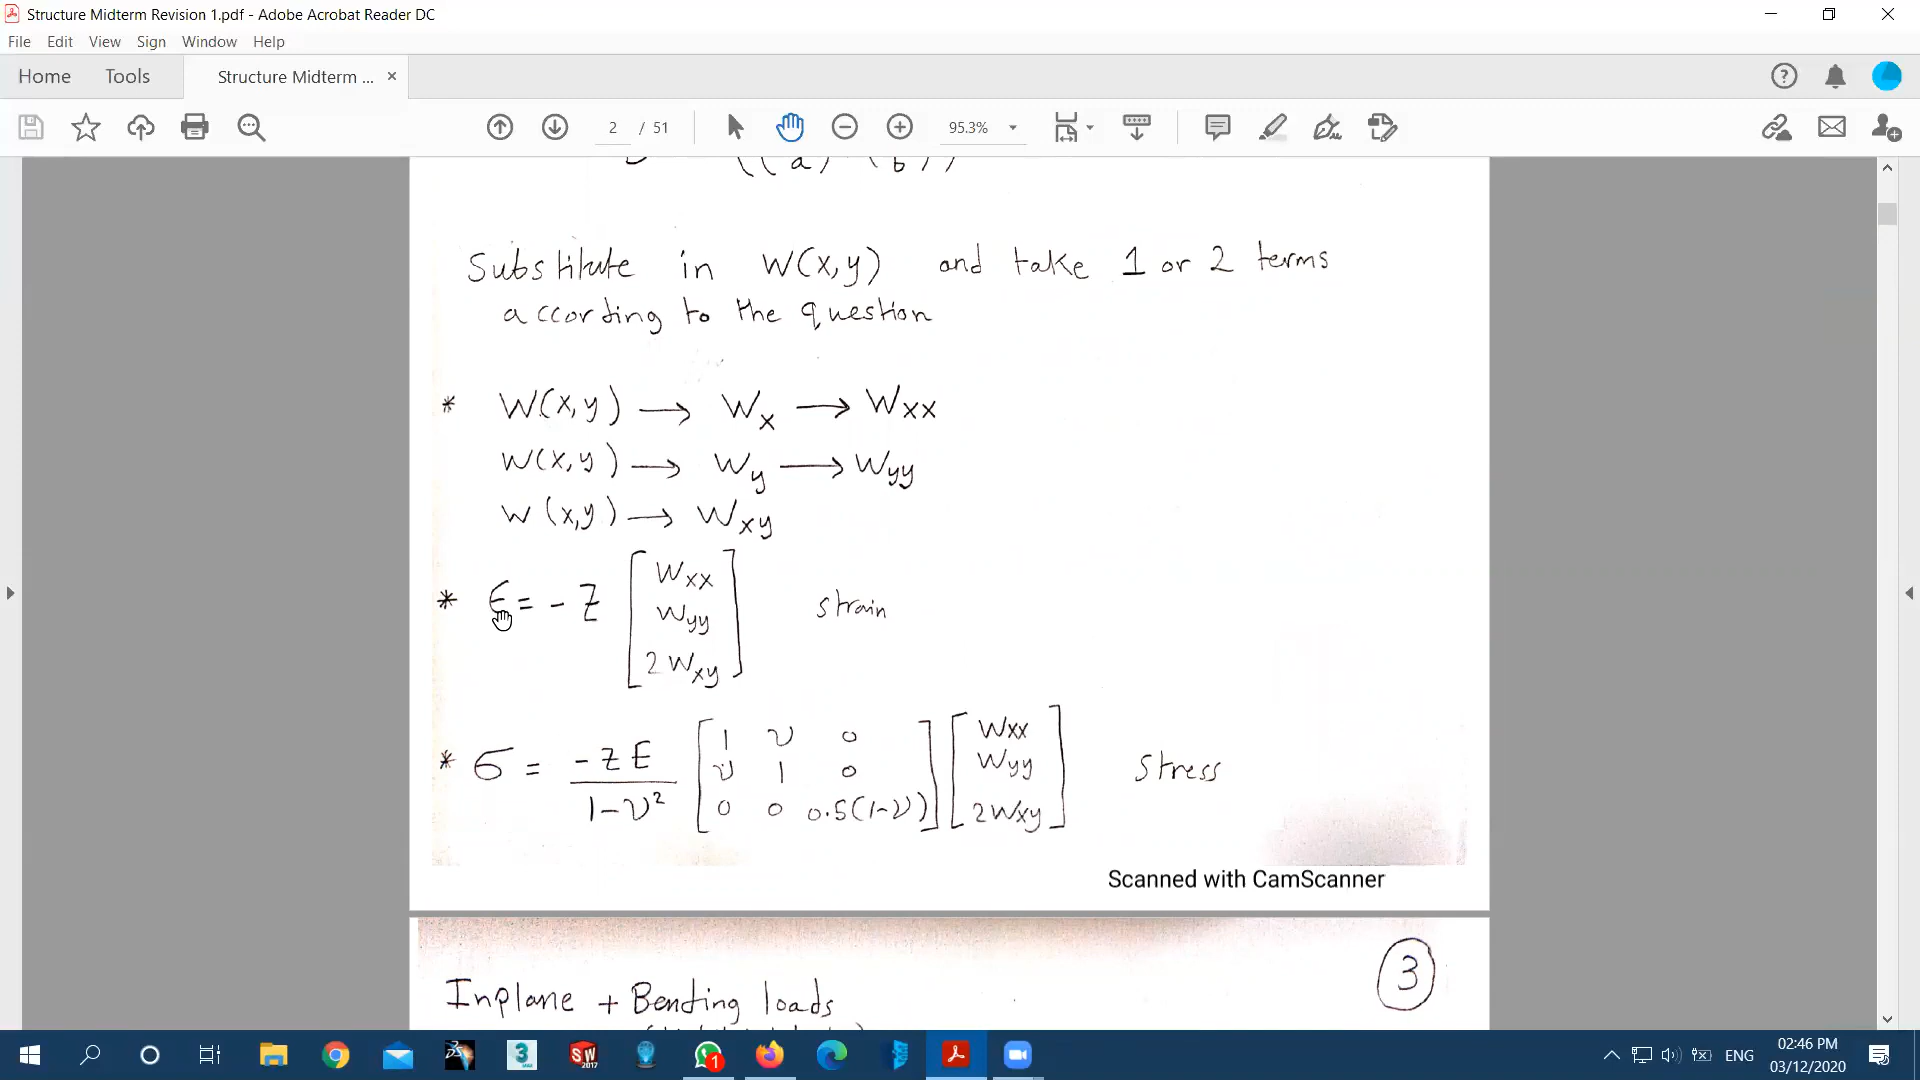 Structure Midterm Revision 1.pdf - Adobe Acrobat Reader DC
File Edit View Sign Window Help
Home Tools Structure Midterm ... ×
2 / 51 95.3%
Substitute in W(x,y) and take 1 or 2 terms
according to the question
* W(x,y) → Wx → Wxx
W(x,y) → Wy → Wyy
W(x,y) → Wxy
* ϵ = - Z [Wxx Wyy 2Wxy] strain
* σ = -zE / 1-ν² [1 ν 0 ν 1 0 0 0 0.5(1-ν)] [Wxx Wyy 2Wxy] stress
Scanned with CamScanner
3
Inplane + Bending loads
1
ENG
02:46 PM
03/12/2020